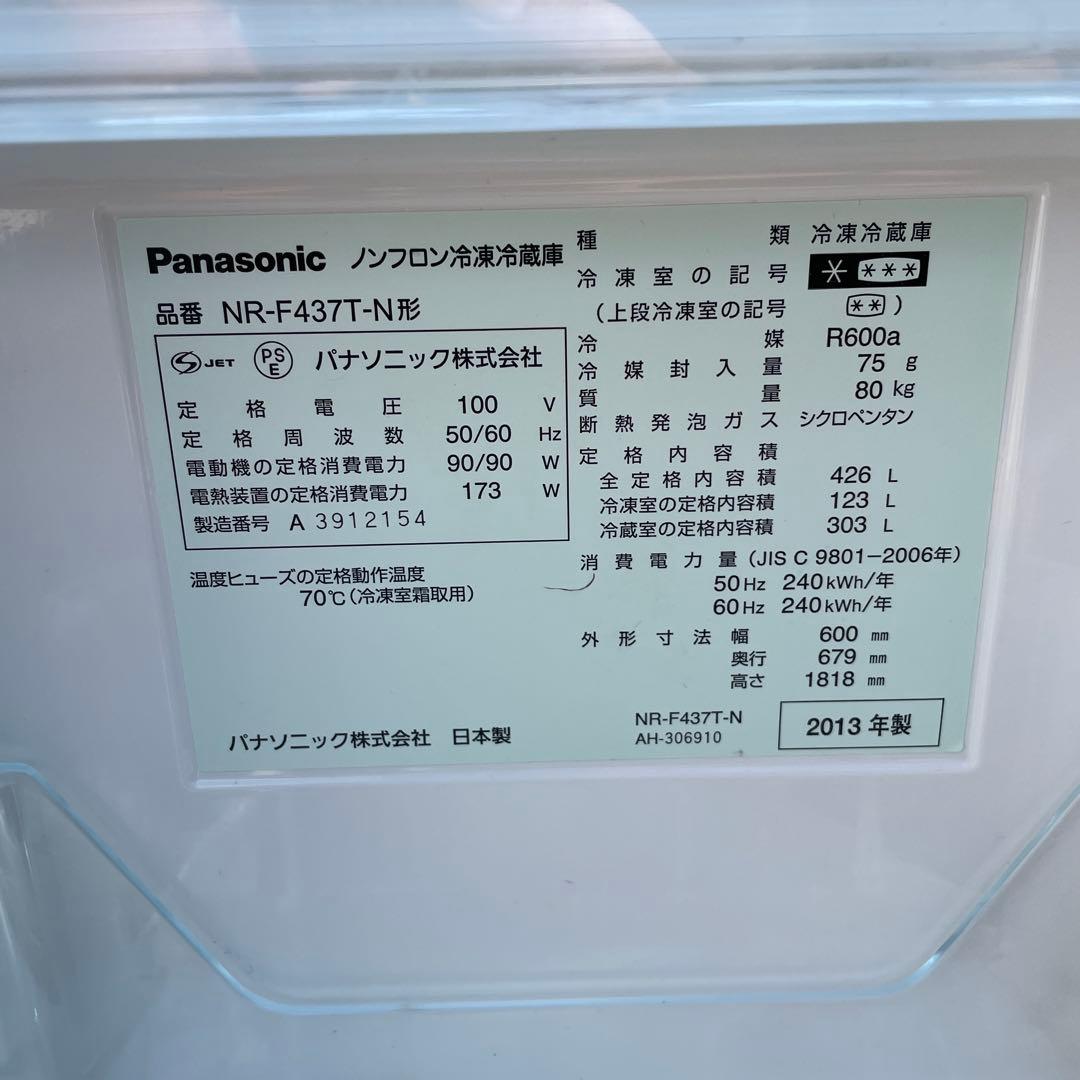 Panasonic ノンフロン冷凍冷蔵庫
品番 NR-F437T-N形
JET PSE パナソニック株式会社
定格電圧 100 V
定格周波数 50/60 Hz
電動機の定格消費電力 90/90 W
電熱装置の定格消費電力 173 W
製造番号 A 3912154
温度ヒューズの定格動作温度
70℃(冷凍室霜取用)
パナソニック株式会社 日本製
種類 冷凍冷蔵庫
冷凍室の記号 * ***
(上段冷凍室の記号 ** )
冷媒 R600a
冷媒封入量 75 g
質量 80 kg
断熱発泡ガス シクロペンタン
定格内容積
全定格内容積 426 L
冷凍室の定格内容積 123 L
冷蔵室の定格内容積 303 L
消費電力量(JIS C 9801-2006年)
50Hz 240kWh/年
60Hz 240kWh/年
外形寸法 幅 600 mm
奥行 679 mm
高さ 1818 mm
NR-F437T-N
AH-306910
2013年製